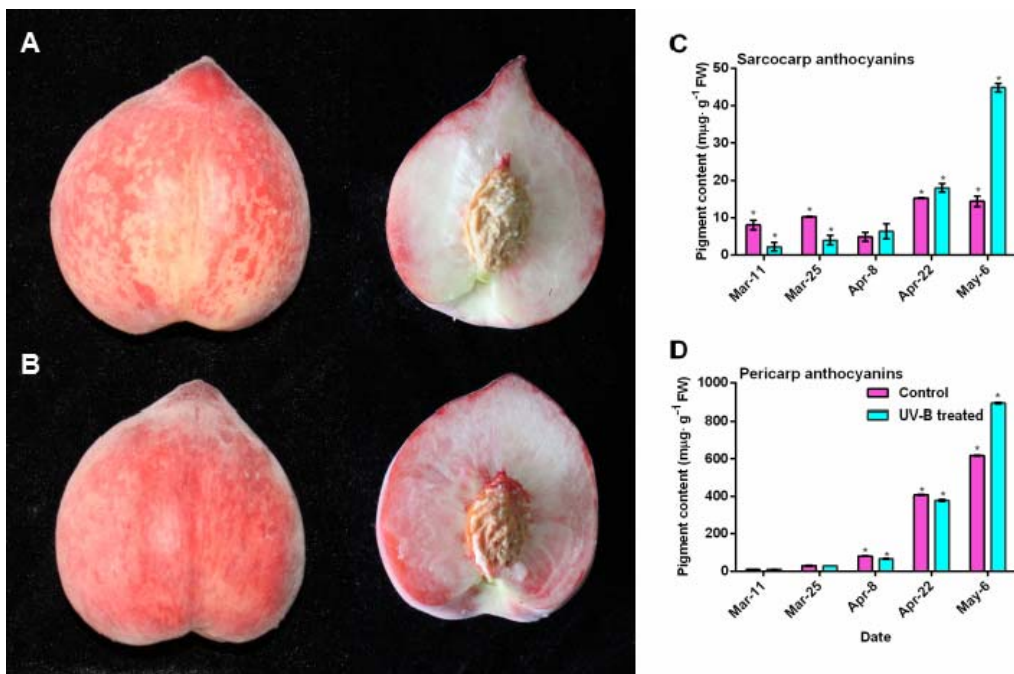 A
B
C
Sarcocarp anthocyanins
Pigment content (mµg· g⁻¹ FW)
50
40
30
20
10
0
Mar-11
Mar-25
Apr-8
Apr-22
May-6
D
Pericarp anthocyanins
Pigment content (mµg· g⁻¹ FW)
1000
800
600
400
200
0
Control
UV-B treated
Mar-11
Mar-25
Apr-8
Apr-22
May-6
Date